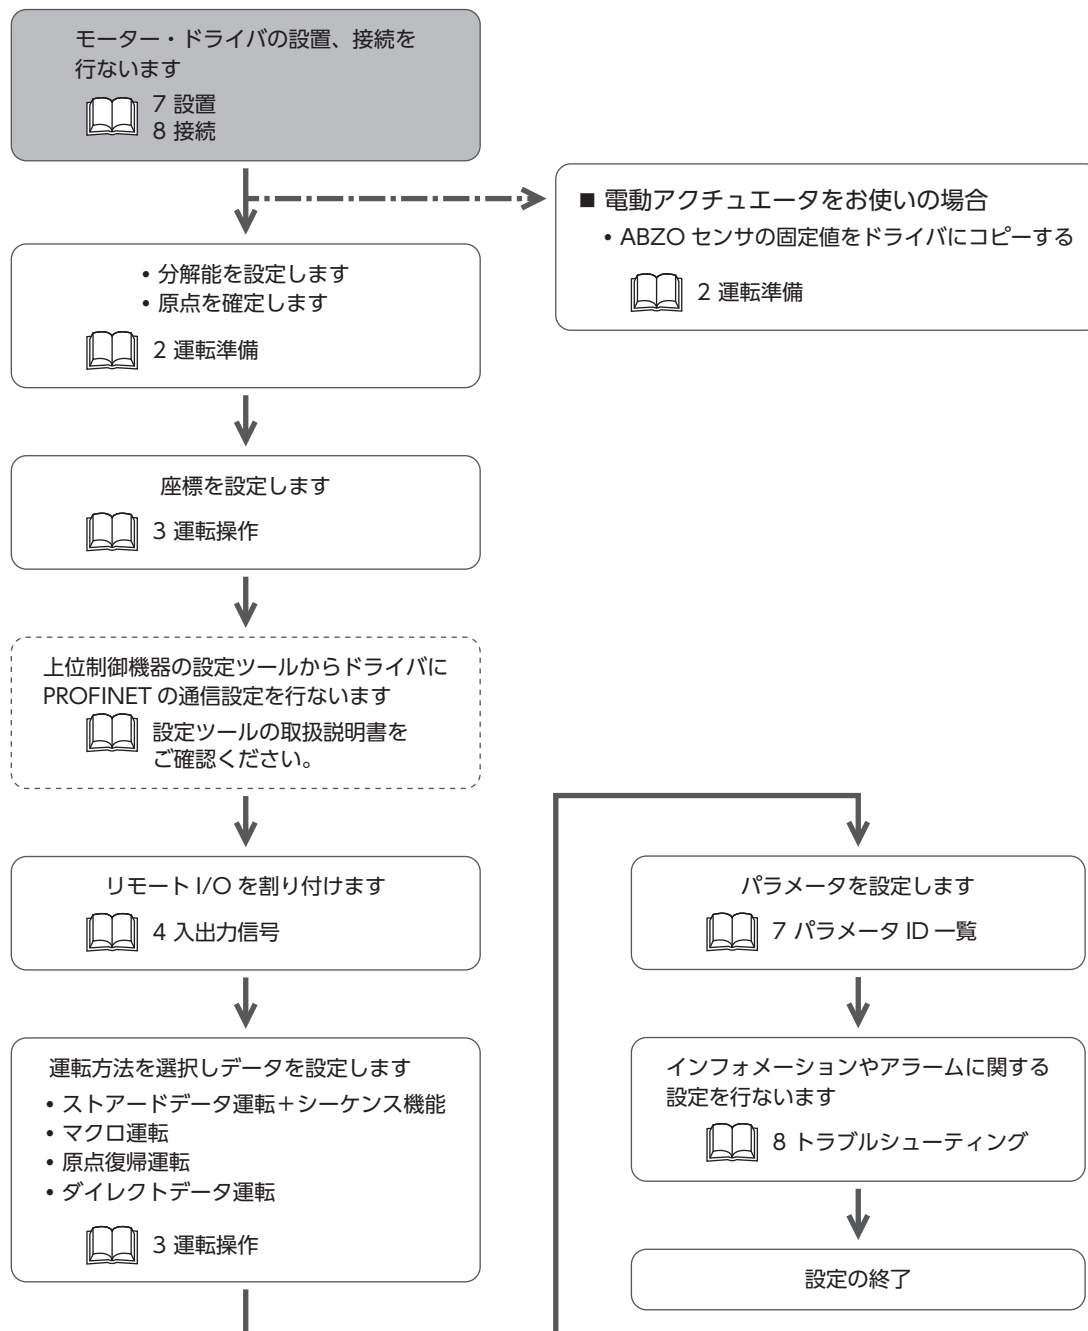 モーター・ドライバの設置、接続を
行ないます
7 設置
8 接続
■ 電動アクチュエータをお使いの場合
• ABZO センサの固定値をドライバにコピーする
2 運転準備
• 分解能を設定します
• 原点を確定します
2 運転準備
座標を設定します
3 運転操作
上位制御機器の設定ツールからドライバに
PROFINET の通信設定を行ないます
設定ツールの取扱説明書を
ご確認ください。
リモート I/O を割り付けます
4 入出力信号
運転方法を選択しデータを設定します
• ストアードデータ運転＋シーケンス機能
• マクロ運転
• 原点復帰運転
• ダイレクトデータ運転
3 運転操作
パラメータを設定します
7 パラメータ ID 一覧
インフォメーションやアラームに関する
設定を行ないます
8 トラブルシューティング
設定の終了